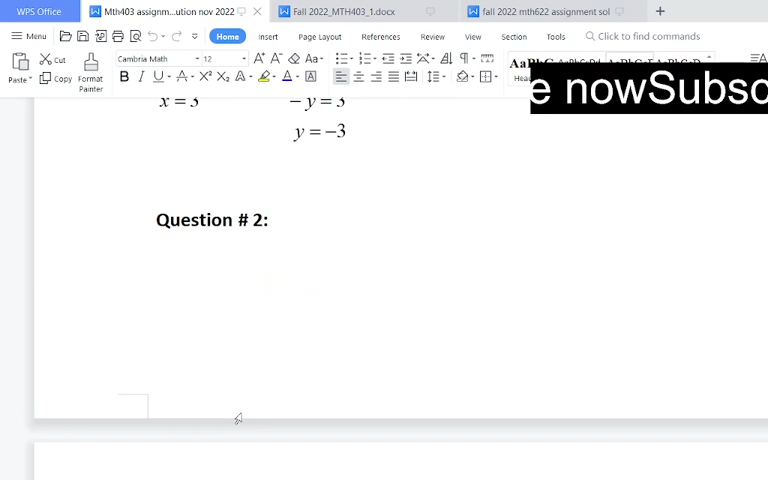 WPS Office
Mth403 assignm...ution nov 2022
Fall 2022_MTH403_1.docx
fall 2022 mth622 assignment sol
Menu
Home
Insert
Page Layout
References
Review
View
Section
Tools
Click to find commands
Paste
Cut
Copy
Format
Painter
Cambria Math
12
AaBbC
Head
e nowSubsc
x = 3
− y = 3
y = −3
Question # 2: